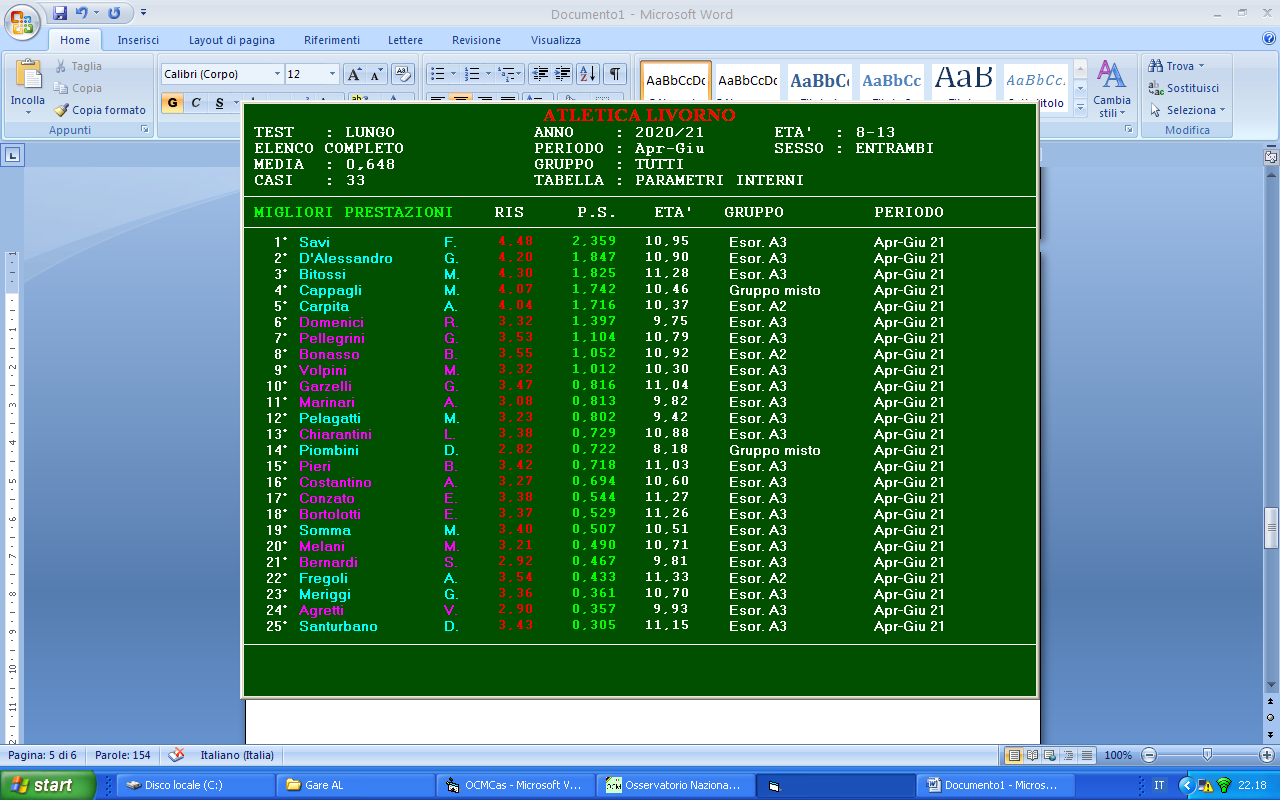 Documento1 - Microsoft Word
Home Inserisci Layout di pagina Riferimenti Lettere Revisione Visualizza
Incolla
Taglia
Copia
Copia formato
Appunti
Calibri (Corpo) 12
G C S
AaBbCcDc AaBbCcDc AaBbC AaBbCc AaB AaBbCc.
Cambia stili
Trova
Sostituisci
Seleziona
Modifica
ATLETICA LIVORNO
TEST : LUNGO ANNO : 2020/21 ETA' : 8-13
ELENCO COMPLETO PERIODO : Apr-Giu SESSO : ENTRAMBI
MEDIA : 0,648 GRUPPO : TUTTI
CASI : 33 TABELLA : PARAMETRI INTERNI
MIGLIORI PRESTAZIONI RIS P.S. ETA' GRUPPO PERIODO
1° Savi F. 4.48 2,359 10,95 Esor. A3 Apr-Giu 21
2° D'Alessandro G. 4.20 1,847 10,90 Esor. A3 Apr-Giu 21
3° Bitossi M. 4.30 1,825 11,28 Esor. A3 Apr-Giu 21
4° Cappagli M. 4.07 1,742 10,46 Gruppo misto Apr-Giu 21
5° Carpita A. 4.04 1,716 10,37 Esor. A2 Apr-Giu 21
6° Domenici R. 3.32 1,397 9,75 Esor. A3 Apr-Giu 21
7° Pellegrini G. 3.53 1,104 10,79 Esor. A3 Apr-Giu 21
8° Bonasso B. 3.55 1,052 10,92 Esor. A2 Apr-Giu 21
9° Volpini M. 3.32 1,012 10,30 Esor. A3 Apr-Giu 21
10° Garzelli G. 3.47 0,816 11,04 Esor. A3 Apr-Giu 21
11° Marinari A. 3.08 0,813 9,82 Esor. A3 Apr-Giu 21
12° Pelagatti M. 3.23 0,802 9,42 Esor. A3 Apr-Giu 21
13° Chiarantini L. 3.38 0,729 10,88 Esor. A3 Apr-Giu 21
14° Piombini D. 2.82 0,722 8,18 Gruppo misto Apr-Giu 21
15° Pieri B. 3.42 0,718 11,03 Esor. A3 Apr-Giu 21
16° Costantino A. 3.27 0,694 10,60 Esor. A3 Apr-Giu 21
17° Conzato E. 3.38 0,544 11,27 Esor. A3 Apr-Giu 21
18° Bortolotti E. 3.37 0,529 11,26 Esor. A3 Apr-Giu 21
19° Somma M. 3.40 0,507 10,51 Esor. A3 Apr-Giu 21
20° Melani M. 3.21 0,490 10,71 Esor. A3 Apr-Giu 21
21° Bernardi S. 2.92 0,467 9,81 Esor. A3 Apr-Giu 21
22° Fregoli A. 3.54 0,433 11,33 Esor. A2 Apr-Giu 21
23° Meriggi G. 3.36 0,361 10,70 Esor. A3 Apr-Giu 21
24° Agretti V. 2.90 0,357 9,93 Esor. A3 Apr-Giu 21
25° Santurbano D. 3.43 0,305 11,15 Esor. A3 Apr-Giu 21
Pagina: 5 di 6 Parole: 154 Italiano (Italia) 100%
start Disco locale (C:) Gare AL OCMCas - Microsoft V... Osservatorio Naziona... Documento1 - Micros... IT 22.18